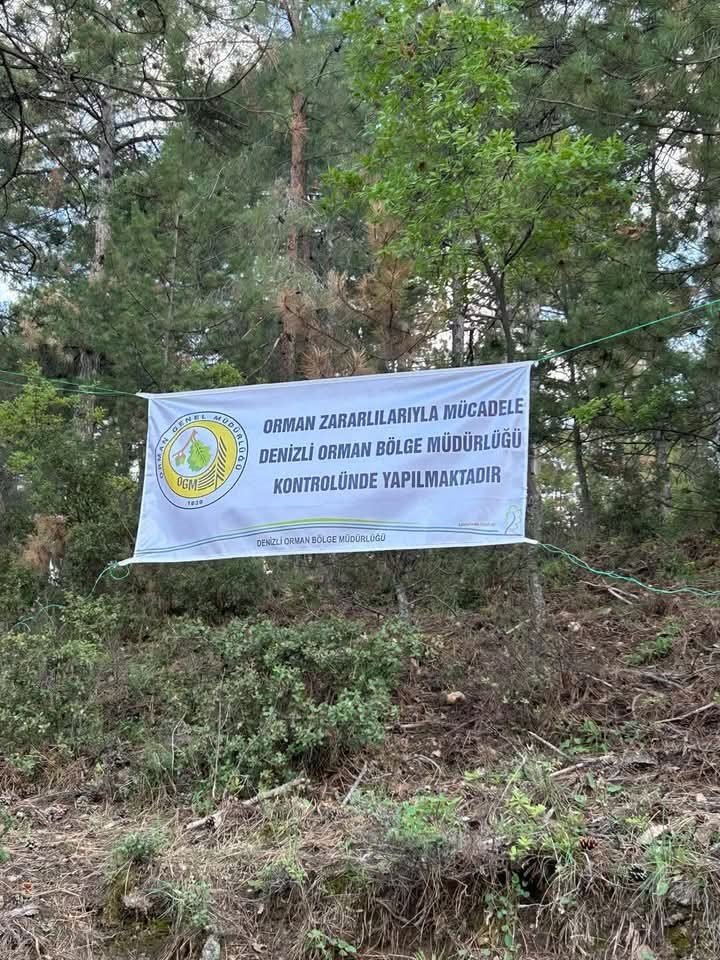 ORMAN GENEL MÜDÜRLÜĞÜ
OGM
1839
ORMAN ZARARLILARIYLA MÜCADELE
DENİZLİ ORMAN BÖLGE MÜDÜRLÜĞÜ
KONTROLÜNDE YAPILMAKTADIR
DENİZLİ ORMAN BÖLGE MÜDÜRLÜĞÜ